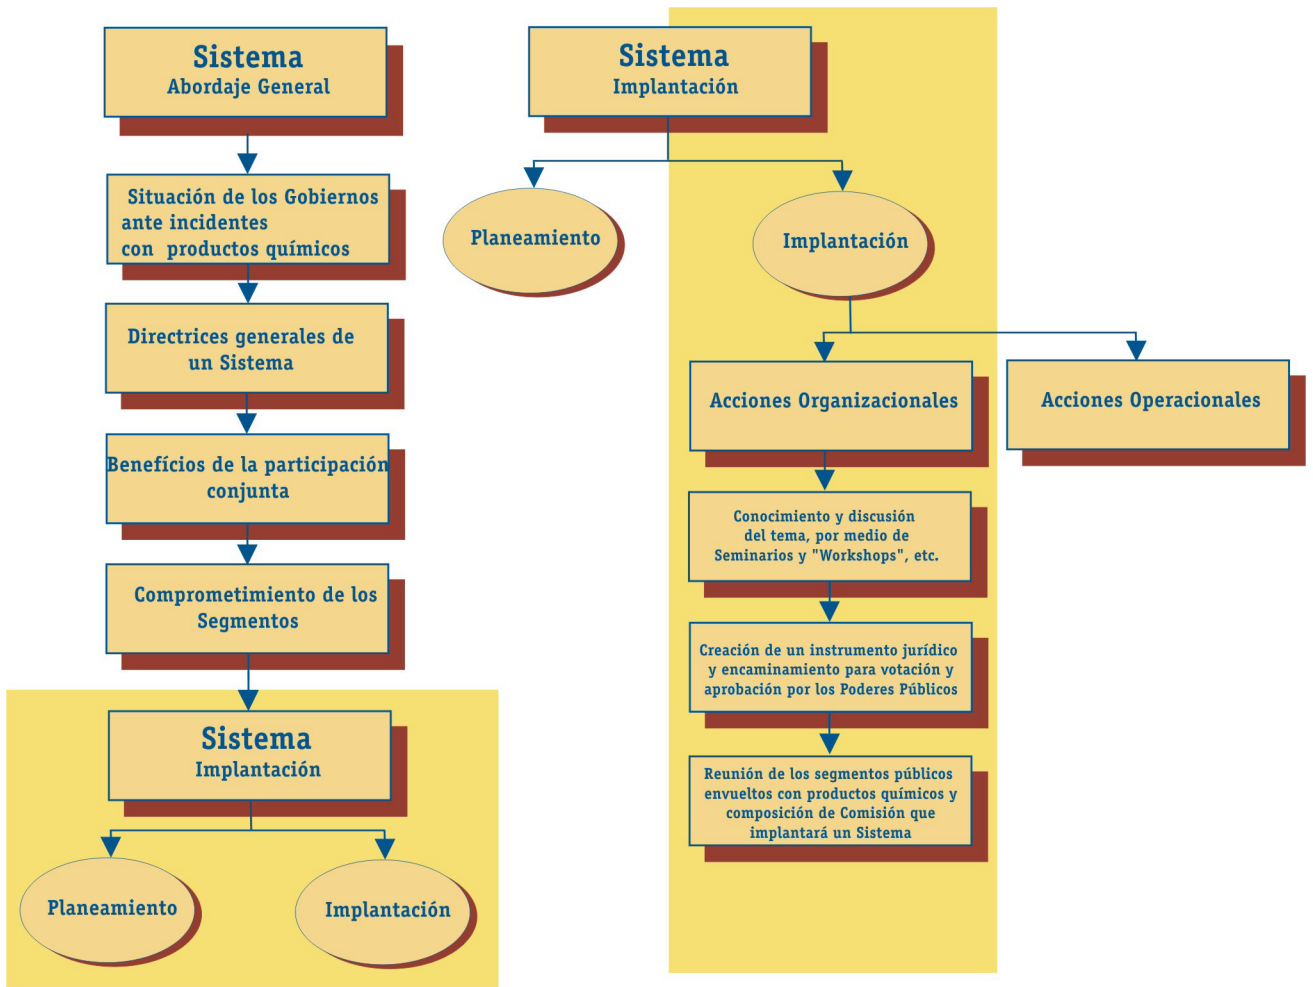 Sistema
Abordaje General
Situación de los Gobiernos
ante incidentes
con productos químicos
Directrices generales de
un Sistema
Benefícios de la participación
conjunta
Comprometimiento de los
Segmentos
Sistema
Implantación
Planeamiento
Implantación
Sistema
Implantación
Planeamiento
Implantación
Acciones Organizacionales
Acciones Operacionales
Conocimiento y discusión
del tema, por medio de
Seminarios y "Workshops", etc.
Creación de un instrumento jurídico
y encaminamiento para votación y
aprobación por los Poderes Públicos
Reunión de los segmentos públicos
envueltos con productos químicos y
composición de Comisión que
implantará un Sistema